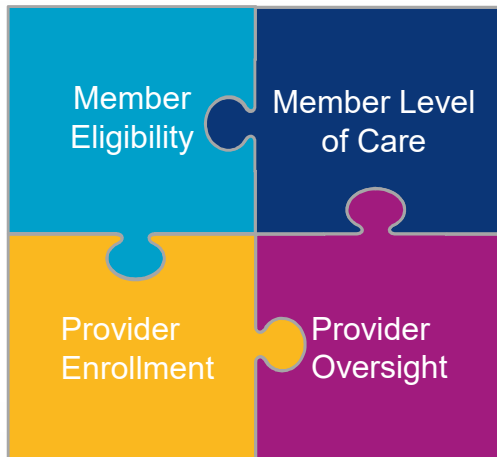 Member
Eligibility
Member Level
of Care
Provider
Enrollment
Provider
Oversight